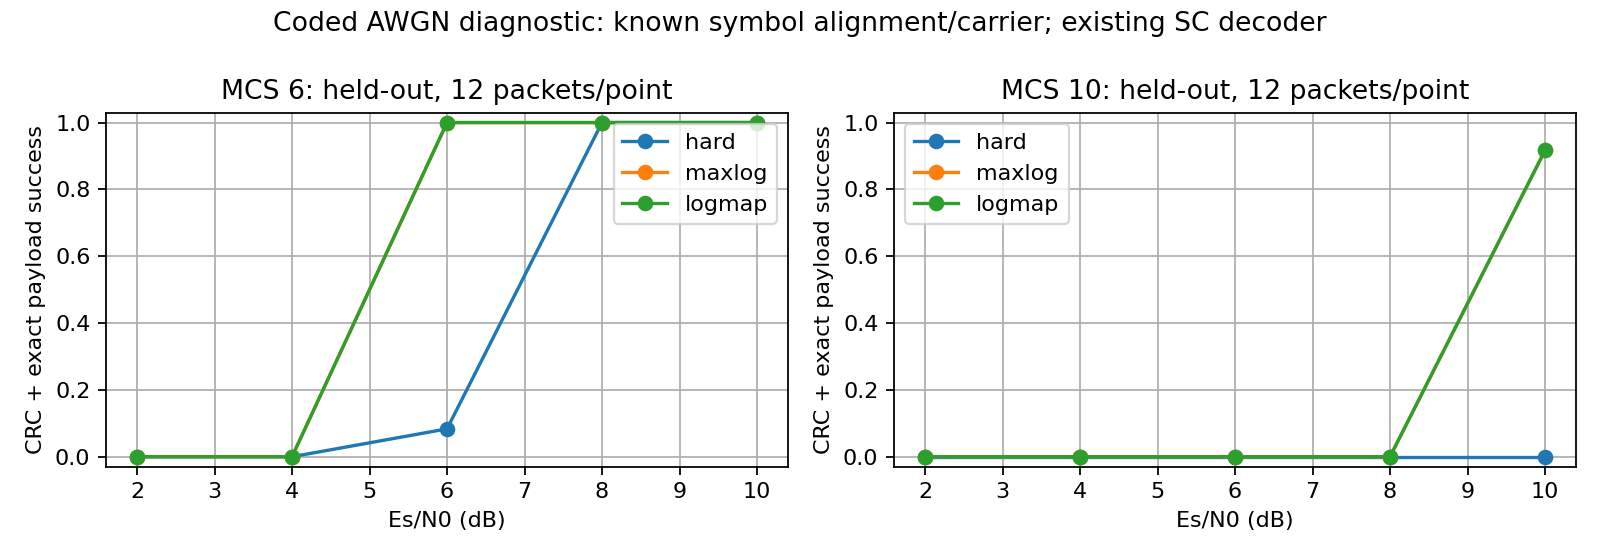 Coded AWGN diagnostic: known symbol alignment/carrier; existing SC decoder
MCS 6: held-out, 12 packets/point
CRC + exact payload success
1.0
0.8
0.6
0.4
0.2
0.0
hard
maxlog
logmap
2 3 4 5 6 7 8 9 10
Es/N0 (dB)
MCS 10: held-out, 12 packets/point
CRC + exact payload success
1.0
0.8
0.6
0.4
0.2
0.0
hard
maxlog
logmap
2 3 4 5 6 7 8 9 10
Es/N0 (dB)